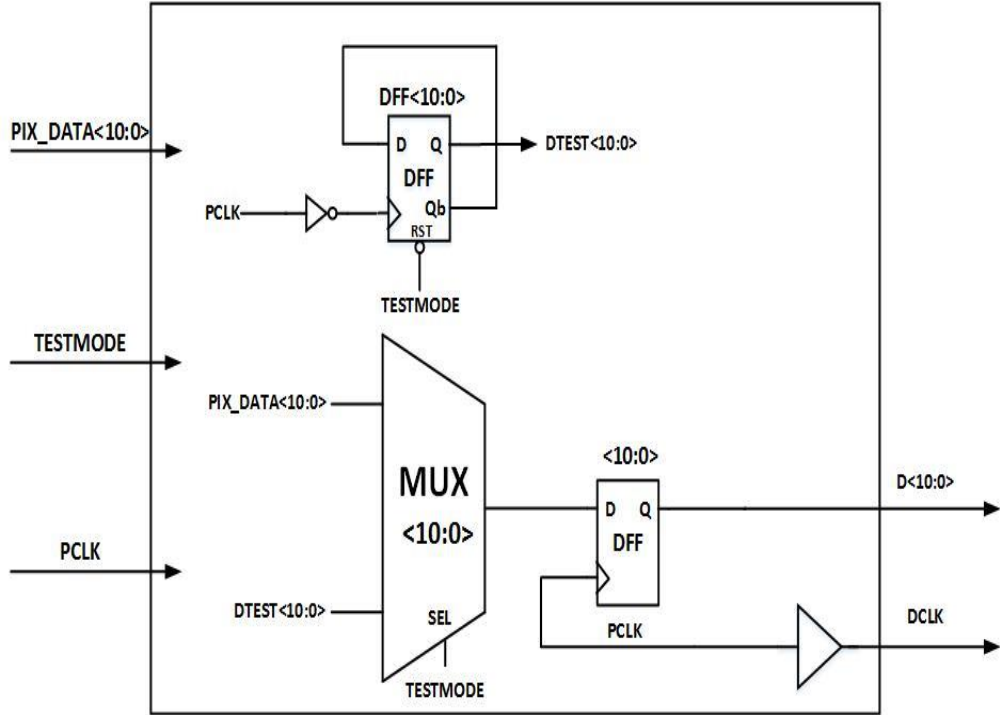 DFF<10:0>
PIX_DATA<10:0>
D Q
DTEST<10:0>
DFF
PCLK
Qb
RST
TESTMODE
TESTMODE
PIX_DATA<10:0>
MUX
<10:0>
<10:0>
D Q
D<10:0>
DFF
PCLK
DTEST<10:0>
SEL
PCLK
DCLK
TESTMODE